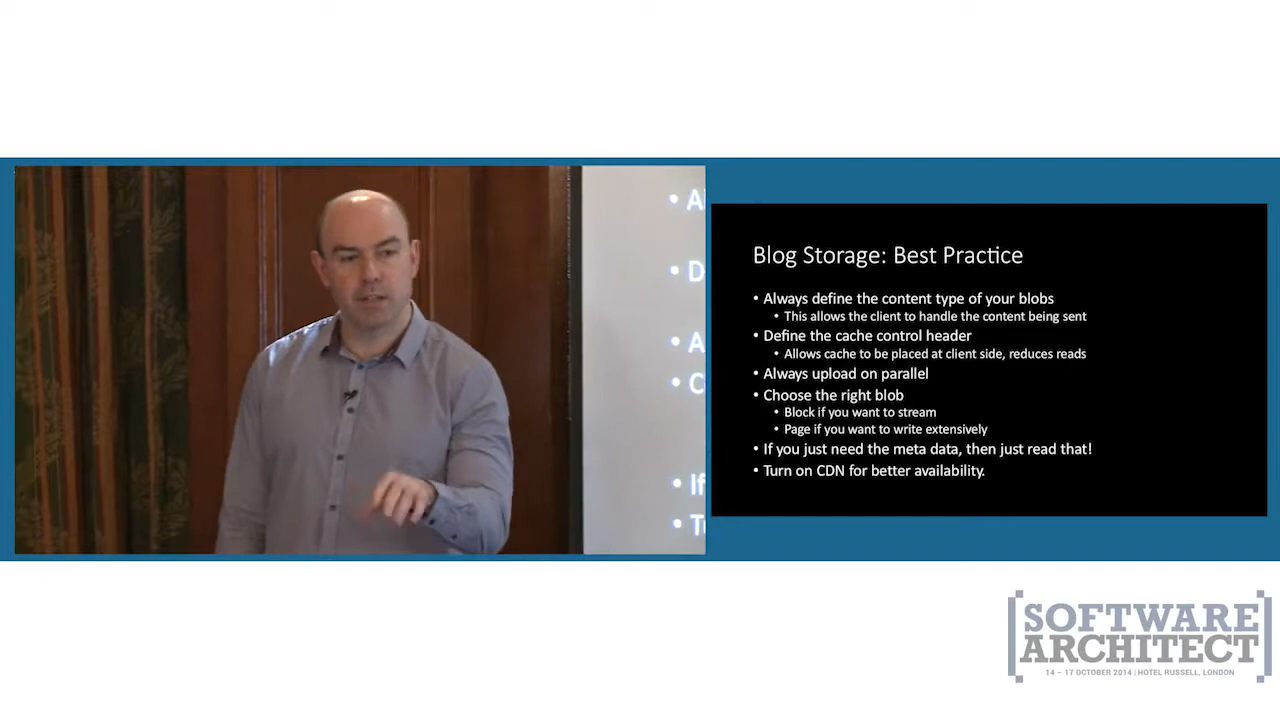 • A
• D
• A
• C
• If
Blog Storage: Best Practice
• Always define the content type of your blobs
• This allows the client to handle the content being sent
• Define the cache control header
• Allows cache to be placed at client side, reduces reads
• Always upload on parallel
• Choose the right blob
• Block if you want to stream
• Page if you want to write extensively
• If you just need the meta data, then just read that!
• Turn on CDN for better availability.
[SOFTWARE
ARCHITECT]
14 – 17 OCTOBER 2014 | HOTEL RUSSELL, LONDON